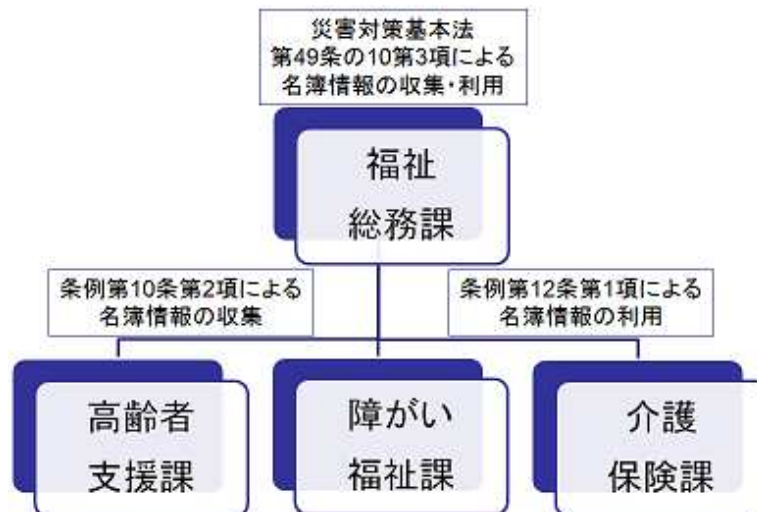 災害対策基本法
第49条の10第3項による
名簿情報の収集・利用
福祉
総務課
条例第10条第2項による
名簿情報の収集
条例第12条第1項による
名簿情報の利用
高齢者
支援課
障がい
福祉課
介護
保険課